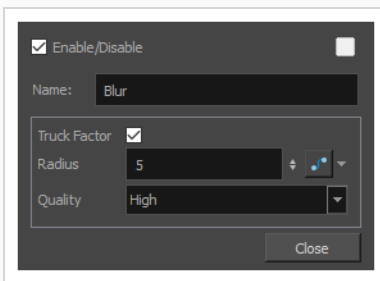 Enable/Disable
Name: Blur
Truck Factor
Radius 5
Quality High
Close